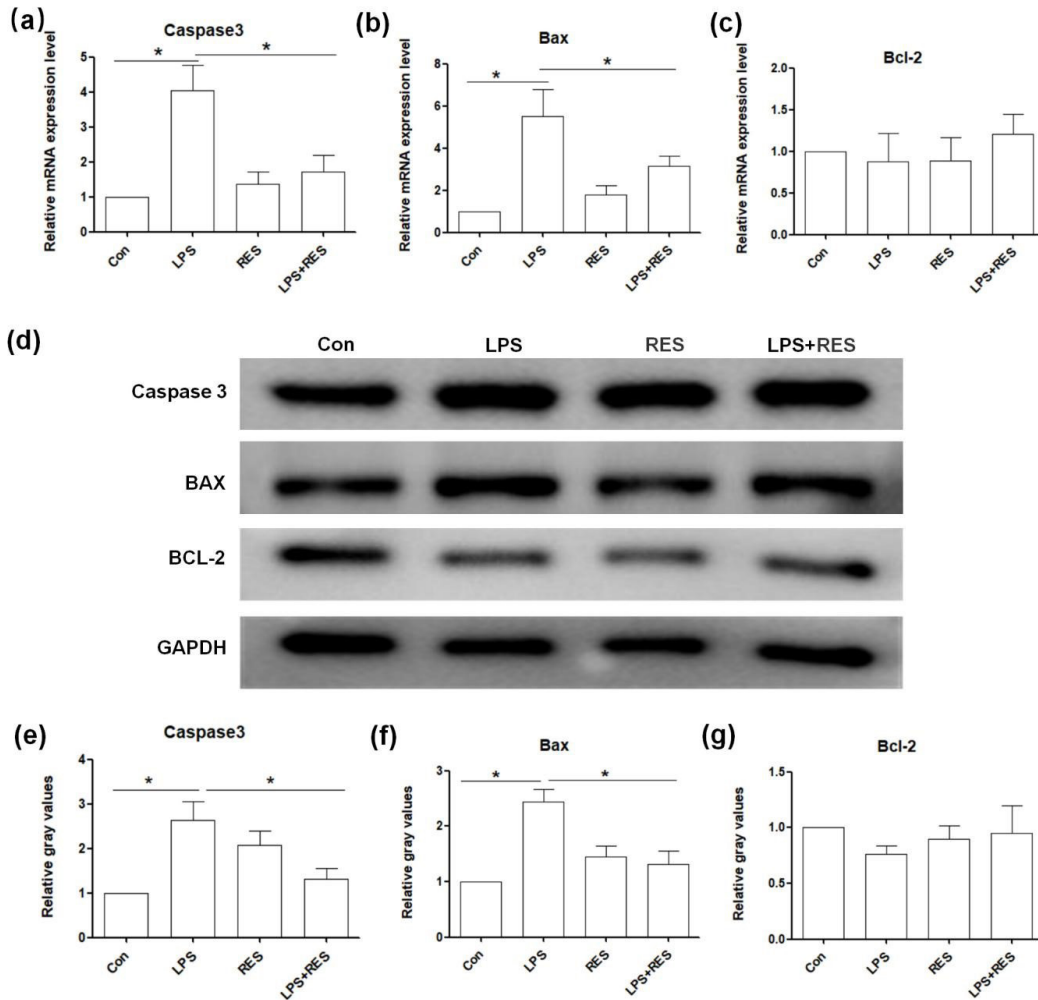 (a)
Caspase3
Relative mRNA expression level
5
4
3
2
1
0
*
*
Con
LPS
RES
LPS+RES
(b)
Bax
Relative mRNA expression level
8
6
4
2
0
*
*
Con
LPS
RES
LPS+RES
(c)
Bcl-2
Relative mRNA expression level
2.0
1.5
1.0
0.5
0.0
Con
LPS
RES
LPS+RES
(d)
Con LPS RES LPS+RES
Caspase 3
BAX
BCL-2
GAPDH
(e)
Caspase3
Relative gray values
4
3
2
1
0
*
*
Con
LPS
RES
LPS+RES
(f)
Bax
Relative gray values
3
2
1
0
*
*
Con
LPS
RES
LPS+RES
(g)
Bcl-2
Relative gray values
1.5
1.0
0.5
0.0
Con
LPS
RES
LPS+RES